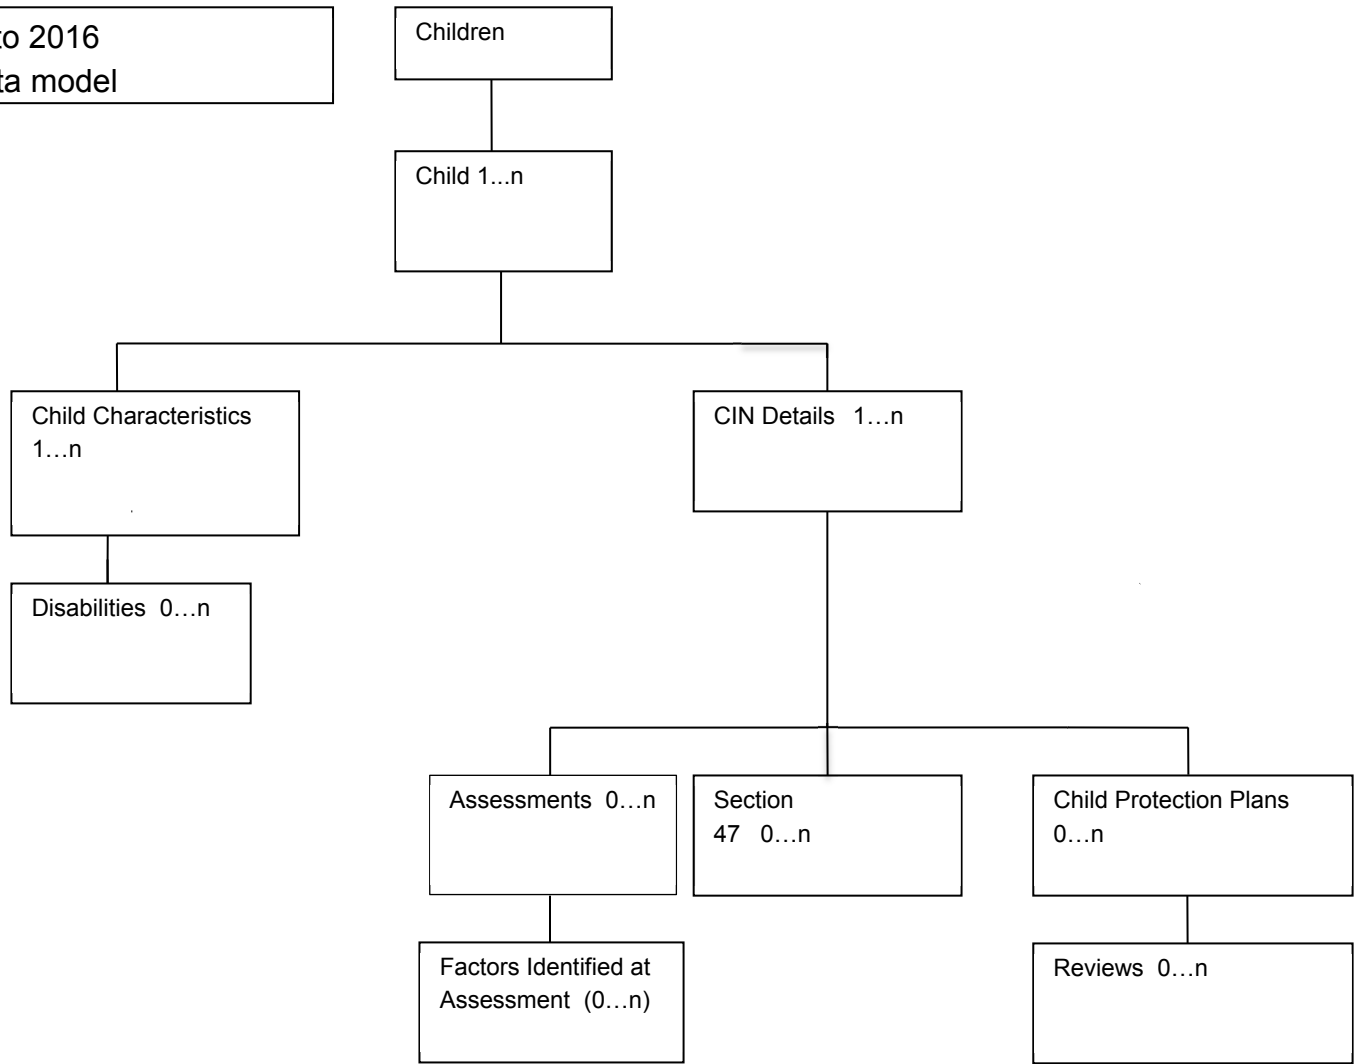 to 2016
ta model
Children
Child 1...n
Child Characteristics
1…n
CIN Details 1…n
Disabilities 0…n
Assessments 0…n
Section
47 0…n
Child Protection Plans
0…n
Factors Identified at
Assessment (0…n)
Reviews 0…n